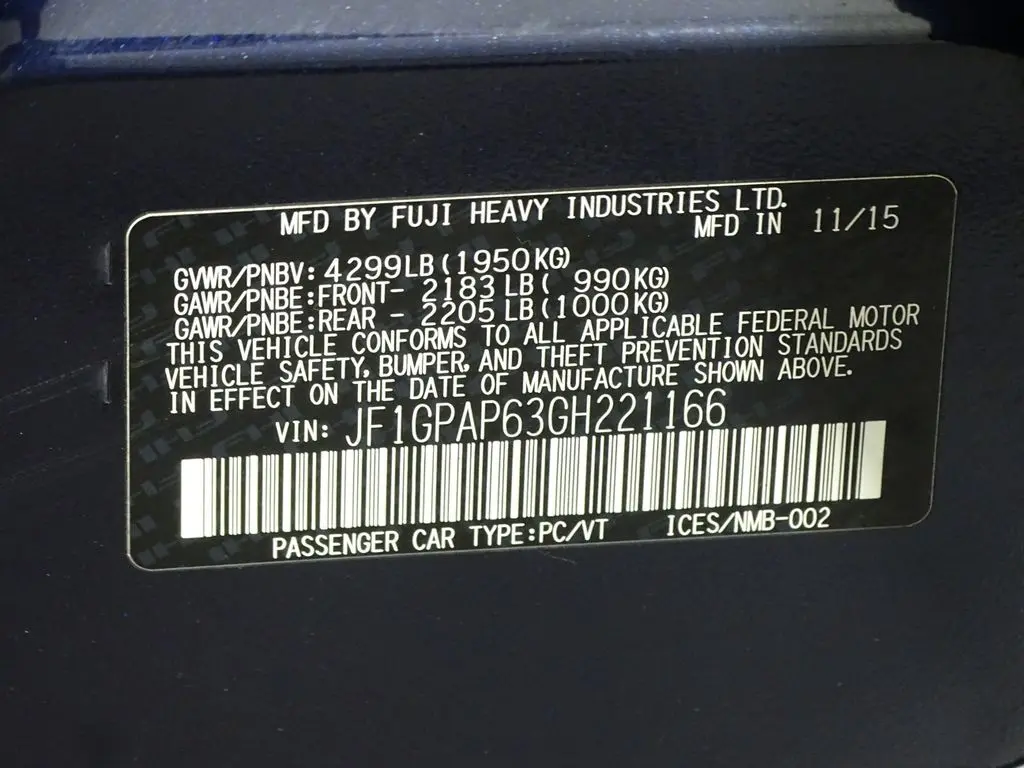 MFD BY FUJI HEAVY INDUSTRIES LTD.
MFD IN 11/15
GVWR/PNBV: 4299LB(1950KG)
GAWR/PNBE:FRONT- 2183LB( 990KG)
GAWR/PNBE:REAR - 2205LB(1000KG)
THIS VEHICLE CONFORMS TO ALL APPLICABLE FEDERAL MOTOR
VEHICLE SAFETY, BUMPER, AND THEFT PREVENTION STANDARDS
IN EFFECT ON THE DATE OF MANUFACTURE SHOWN ABOVE.
VIN: JF1GPAP63GH221166
PASSENGER CAR TYPE:PC/VT ICES/NMB-002